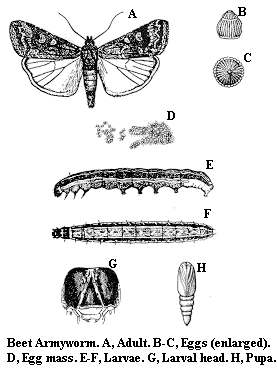 A
B
C
D
E
F
G
H
Beet Armyworm. A, Adult. B-C, Eggs (enlarged).
D, Egg mass. E-F, Larvae. G, Larval head. H, Pupa.